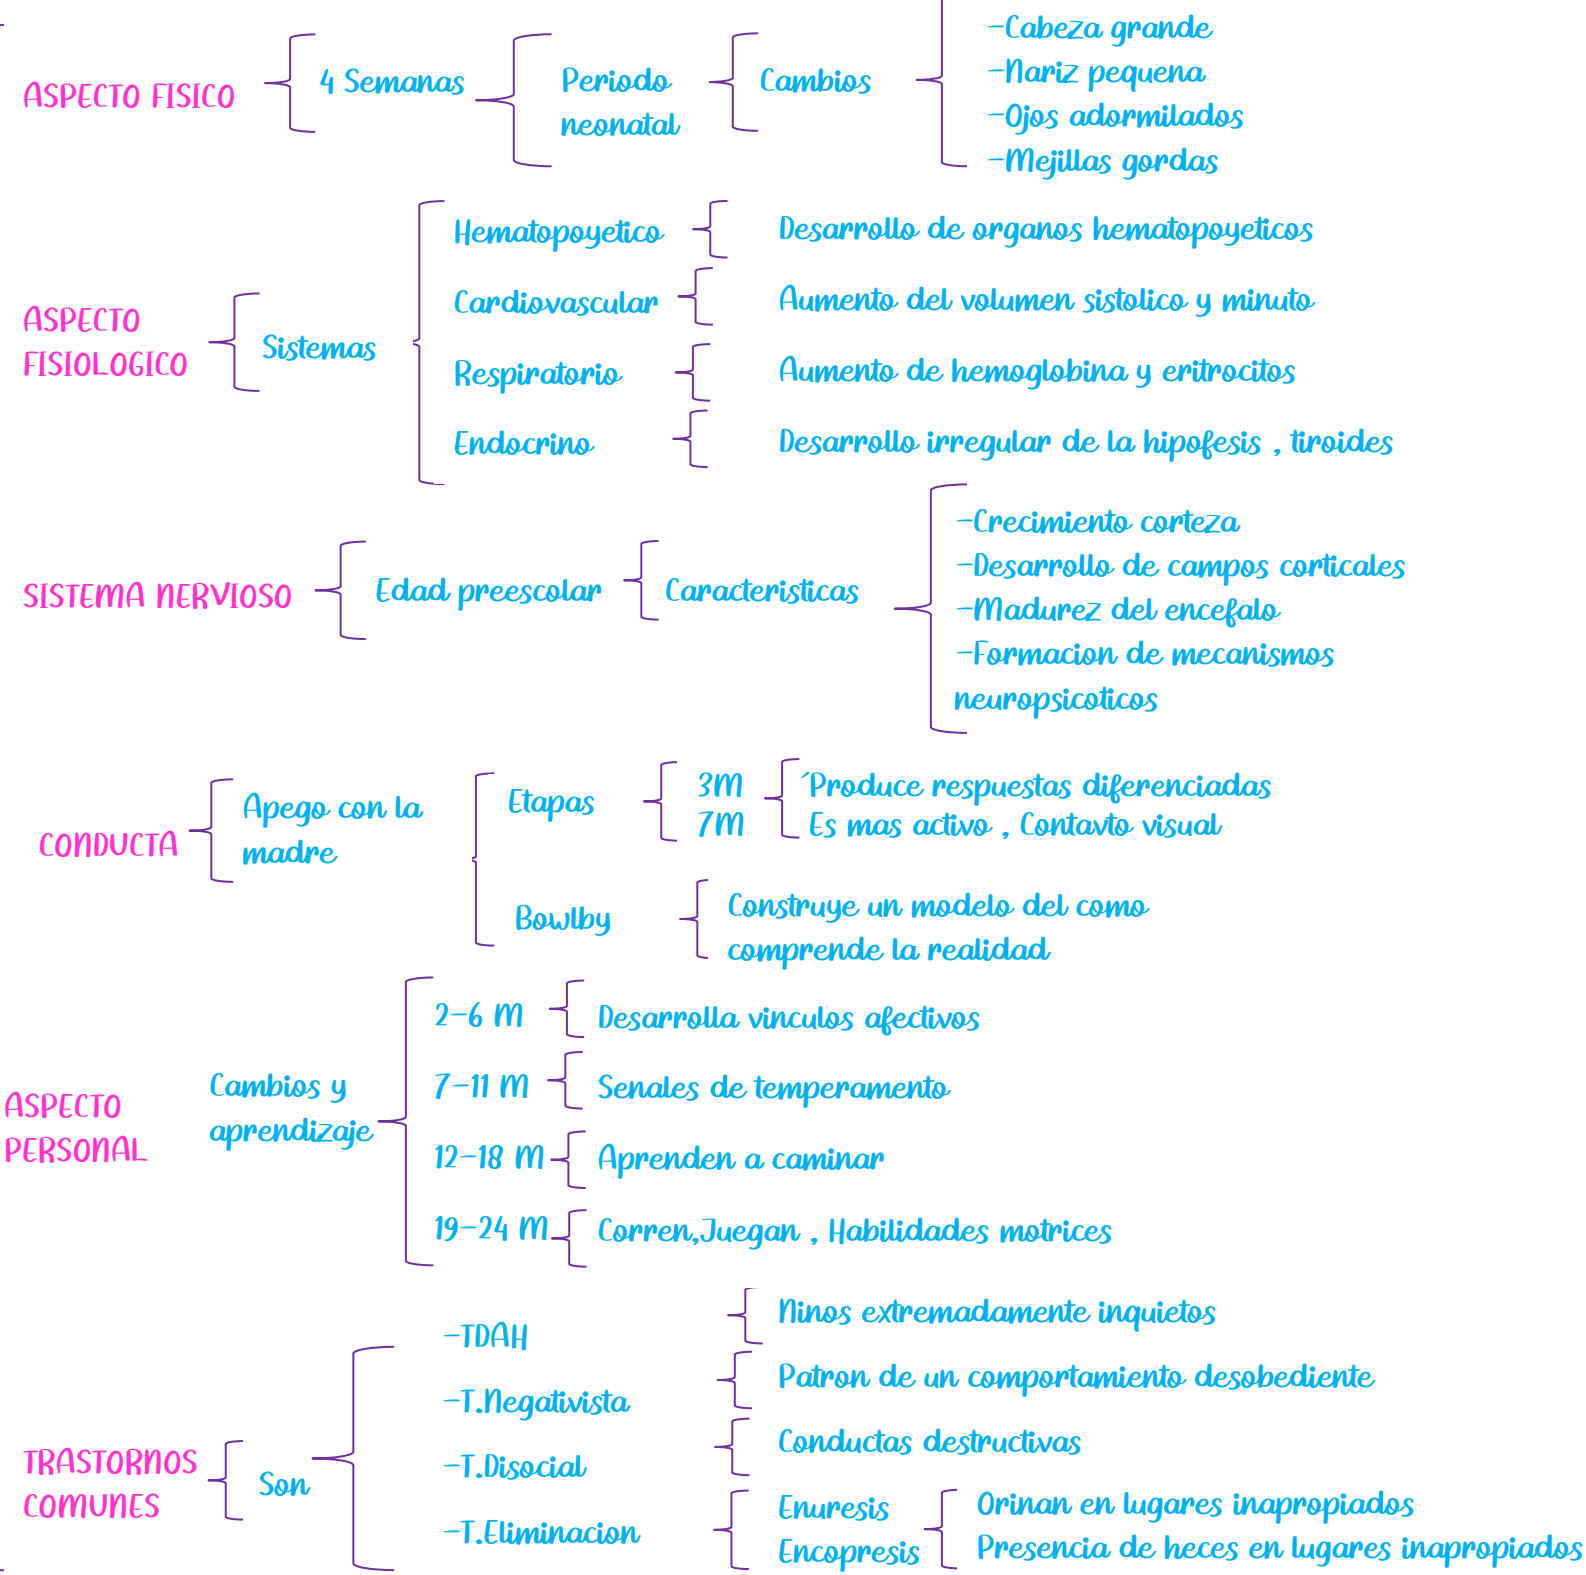 ASPECTO FISICO
4 Semanas
Periodo
neonatal
Cambios
-Cabeza grande
-Nariz pequena
-Ojos adormilados
-Mejillas gordas
ASPECTO
FISIOLOGICO
Sistemas
Hematopoyetico
Desarrollo de organos hematopoyeticos
Cardiovascular
Aumento del volumen sistolico y minuto
Respiratorio
Aumento de hemoglobina y eritrocitos
Endocrino
Desarrollo irregular de la hipofesis , tiroides
SISTEMA NERVIOSO
Edad preescolar
Caracteristicas
-Crecimiento corteza
-Desarrollo de campos corticales
-Madurez del encefalo
-Formacion de mecanismos
neuropsicoticos
CONDUCTA
Apego con la
madre
Etapas
3M
7M
´Produce respuestas diferenciadas
Es mas activo , Contavto visual
Bowlby
Construye un modelo del como
comprende la realidad
ASPECTO
PERSONAL
Cambios y
aprendizaje
2-6 M
Desarrolla vinculos afectivos
7-11 M
Senales de temperamento
12-18 M
Aprenden a caminar
19-24 M
Corren,Juegan , Habilidades motrices
TRASTORNOS
COMUNES
Son
-TDAH
Ninos extremadamente inquietos
-T.Negativista
Patron de un comportamiento desobediente
-T.Disocial
Conductas destructivas
-T.Eliminacion
Enuresis
Encopresis
Orinan en lugares inapropiados
Presencia de heces en lugares inapropiados